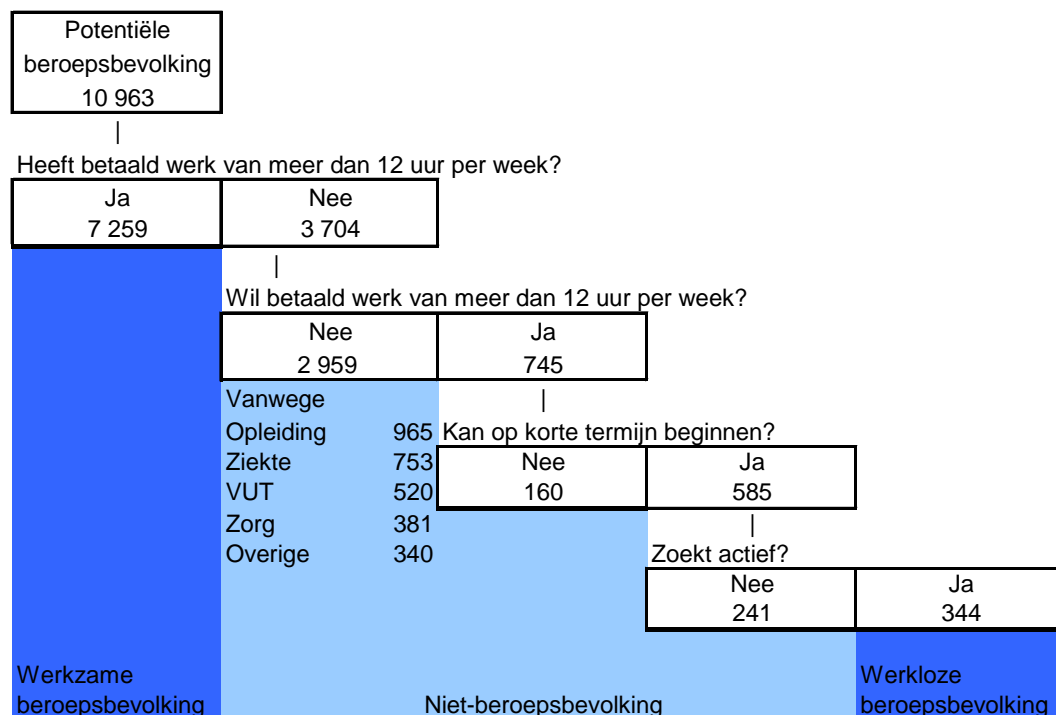 Potentiële
beroepsbevolking
10 963
|
Heeft betaald werk van meer dan 12 uur per week?
Ja Nee
7 259 3 704
|
Wil betaald werk van meer dan 12 uur per week?
Nee Ja
2 959 745
Vanwege |
Opleiding 965 Kan op korte termijn beginnen?
Ziekte 753 Nee Ja
VUT 520 160 585
Zorg 381 |
Overige 340 Zoekt actief?
Nee Ja
241 344
Werkzame Werkloze
beroepsbevolking Niet-beroepsbevolking beroepsbevolking